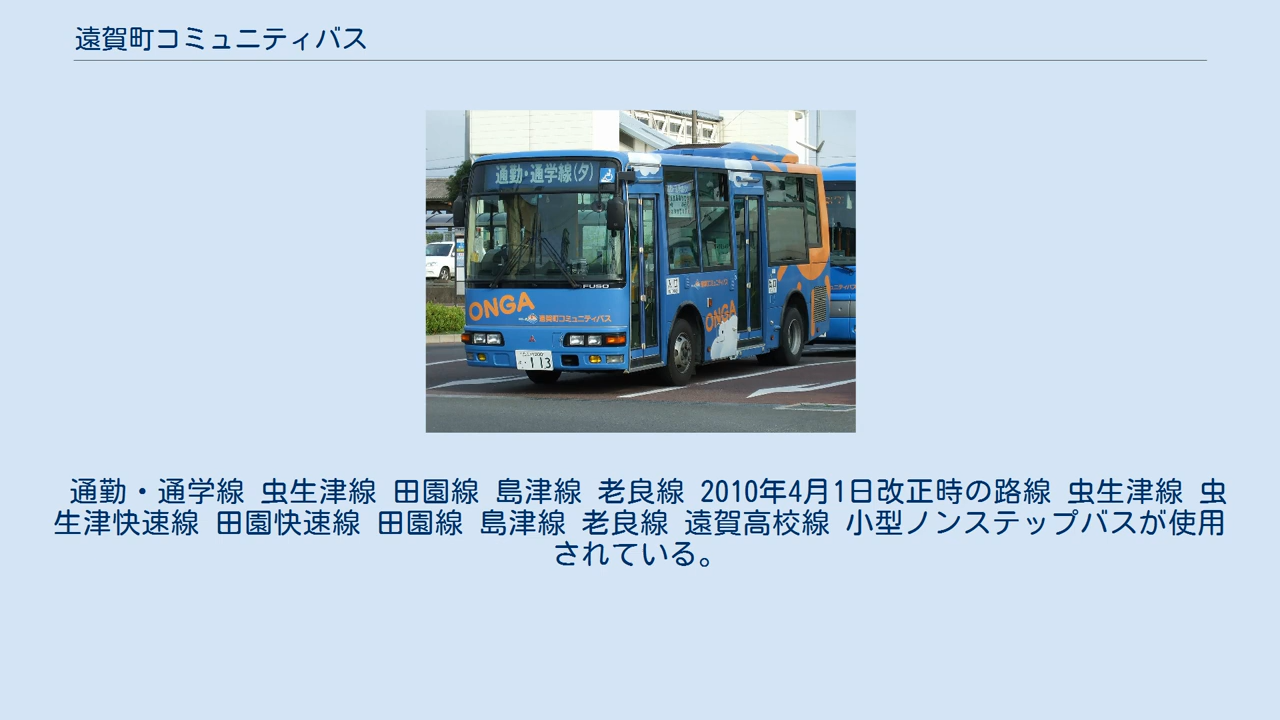 遠賀町コミュニティバス
通勤・通学線(夕)
FUSO
ONGA
遠賀町コミュニティバス
ONGA
・113
通勤・通学線 虫生津線 田園線 島津線 老良線 2010年4月1日改正時の路線 虫生津線 虫
生津快速線 田園快速線 田園線 島津線 老良線 遠賀高校線 小型ノンステップバスが使用
されている。